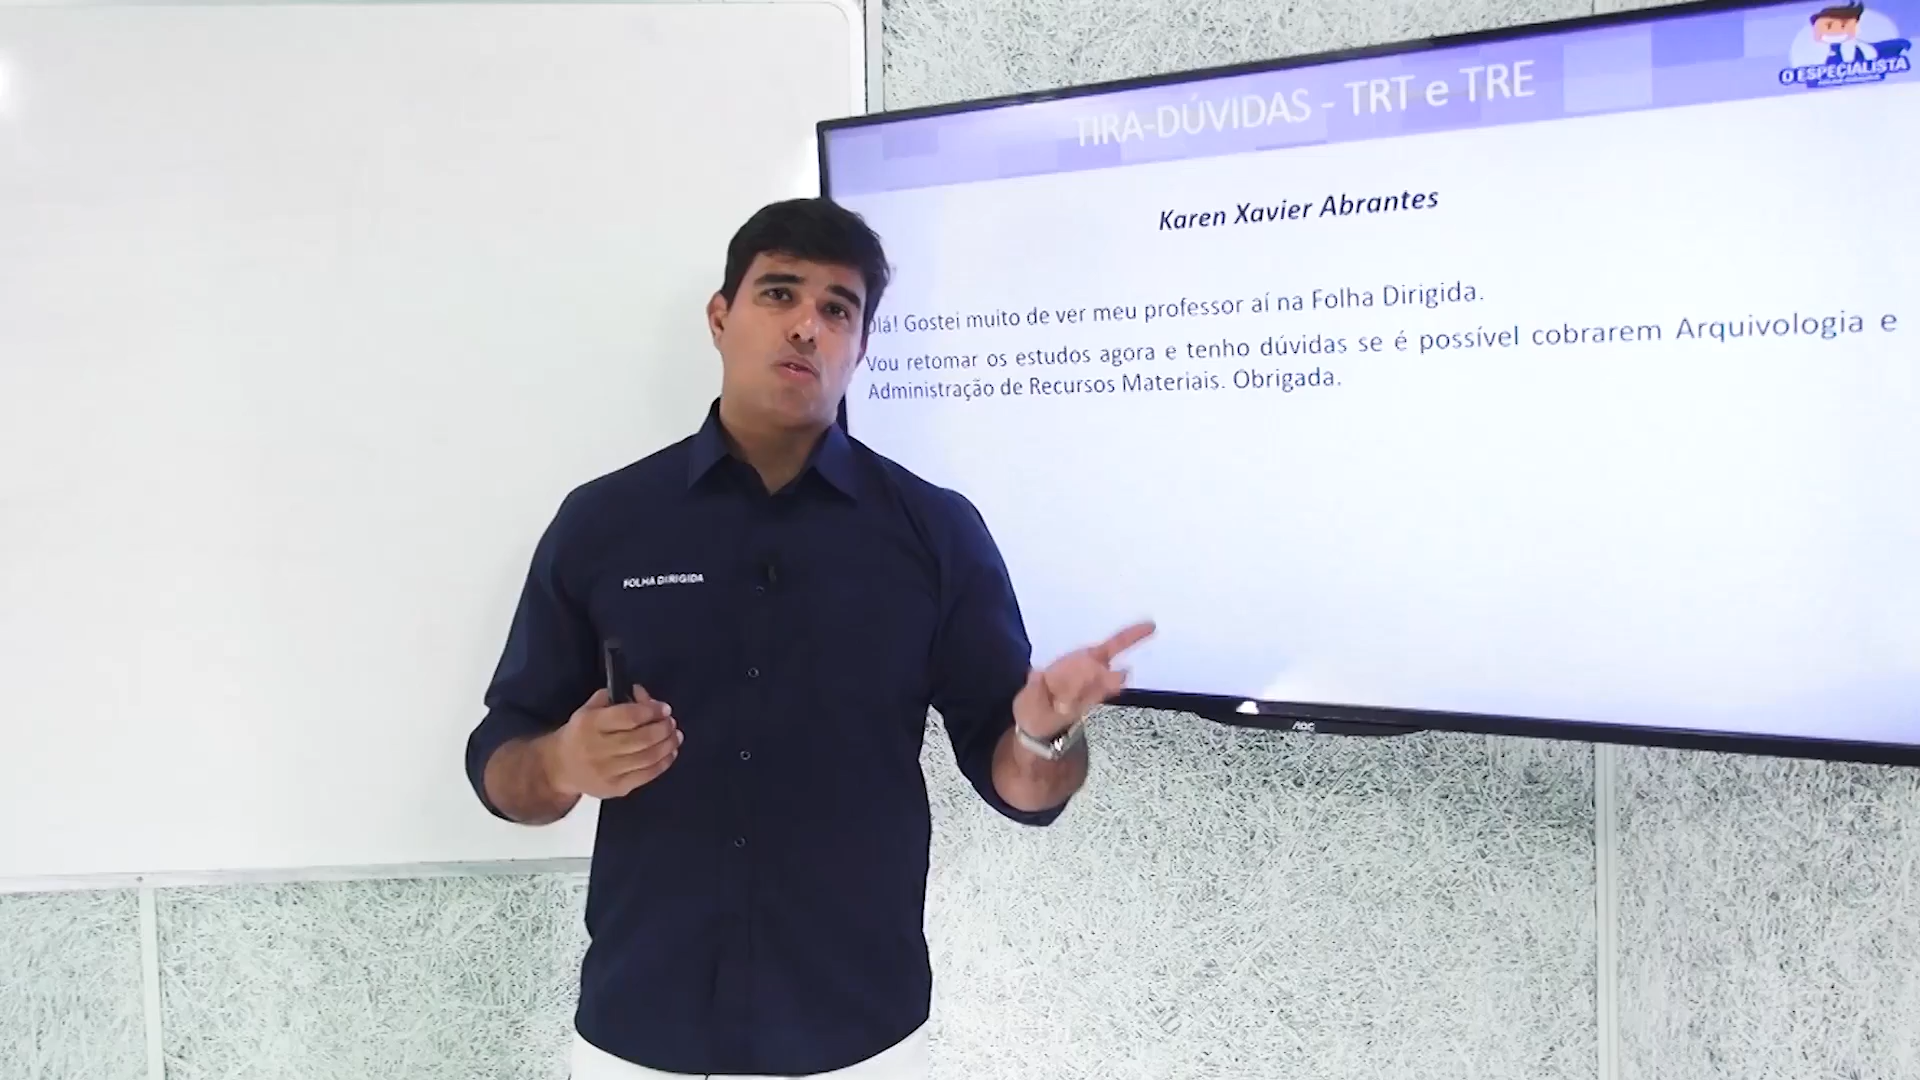 TIRA-DÚVIDAS - TRT e TRE
O ESPECIALISTA
Karen Xavier Abrantes
Olá! Gostei muito de ver meu professor aí na Folha Dirigida.
Vou retomar os estudos agora e tenho dúvidas se é possível cobrarem Arquivologia e
Administração de Recursos Materiais. Obrigada.
FOLHA DIRIGIDA
AOC